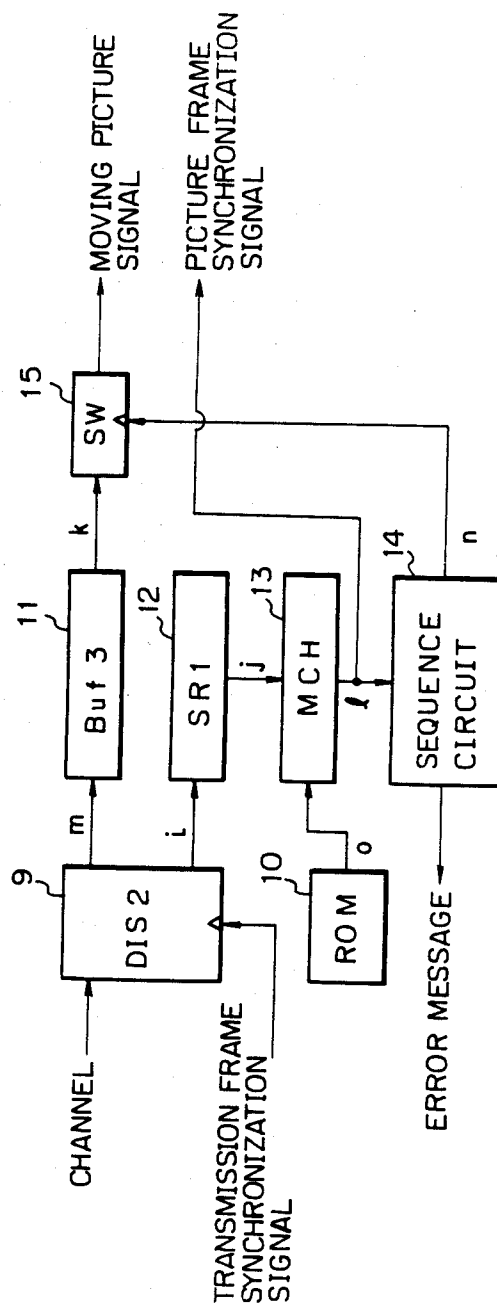 CHANNEL
TRANSMISSION FRAME
SYNCHRONIZATION
SIGNAL
9
DIS 2
m
i
11
Buf 3
k
12
SR1
j
10
ROM
o
13
MCH
ℓ
14
SEQUENCE
CIRCUIT
n
ERROR MESSAGE
15
SW
MOVING PICTURE
SIGNAL
PICTURE FRAME
SYNCHRONIZATION
SIGNAL